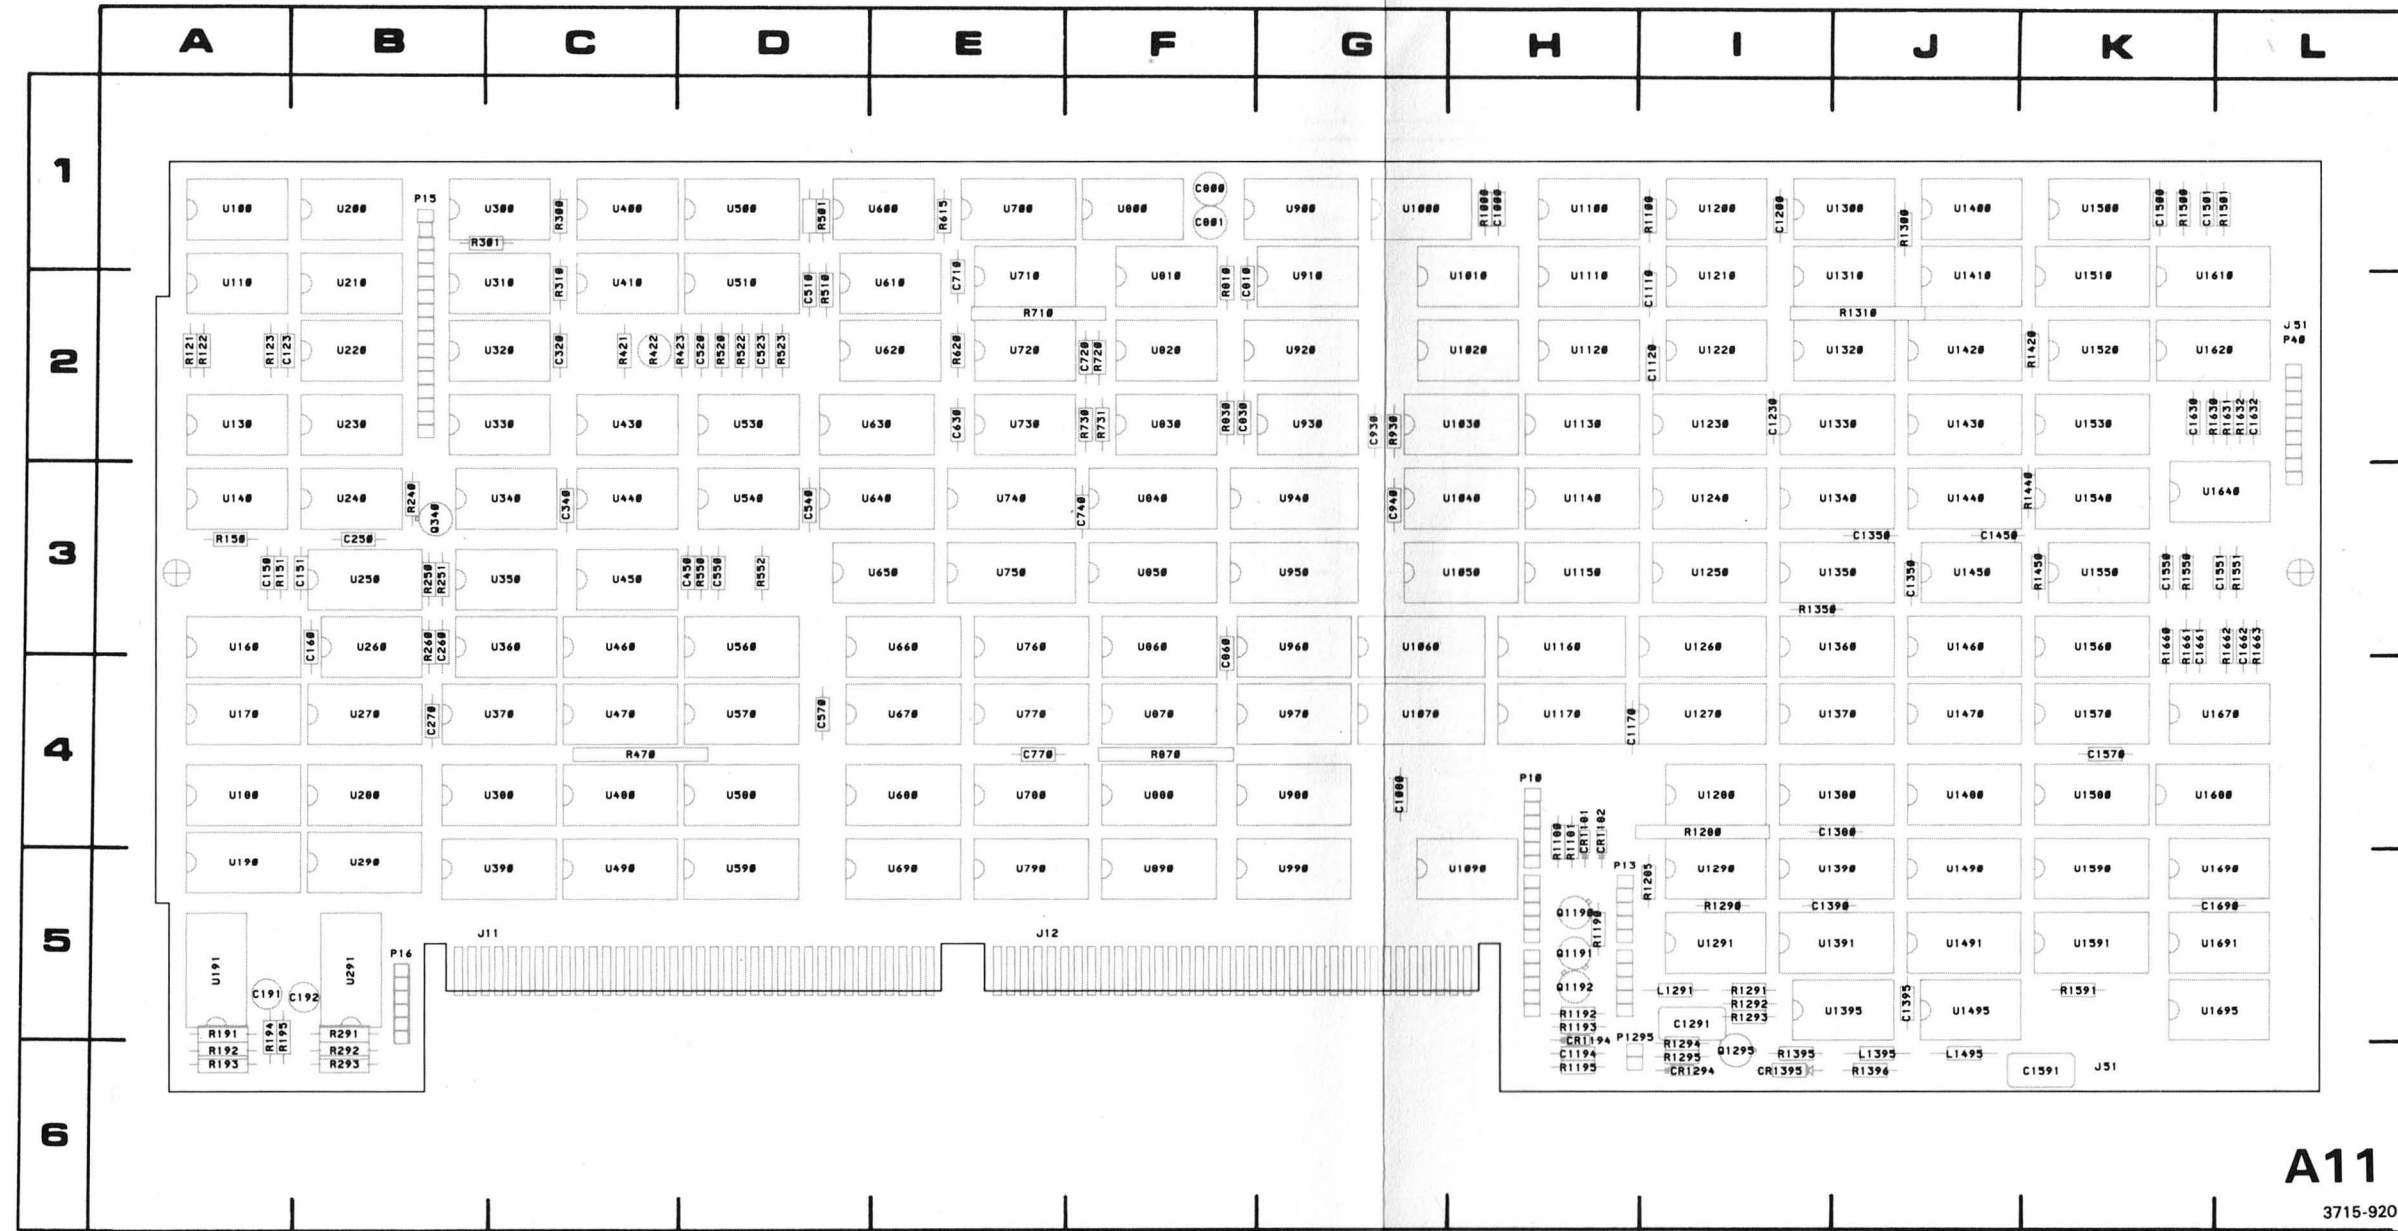 A B C D E F G H I J K L
1
P15 C800
U100 U200 U300 R300 U400 U500 R501 U600 R615 U700 U800 C801 U900 U1000 R1000 C1000 U1100 R1100 U1200 C1200 U1300 R1300 U1400 U1500 C1500 R1500 C1501 R1501
R301
U110 U210 U310 R310 U410 U510 C510 R510 U610 C710 U710 U810 R810 C810 U910 U1010 U1110 C1110 U1210 U1310 U1410 U1510 U1610
R710 R1310
2
J51
P40
R121 R122 R123 C123 U220 U320 C320 R421 R422 R423 C520 R520 R522 C523 R523 U620 R620 U720 C720 R720 U820 U920 U1020 U1120 C1120 U1220 U1320 U1420 R1420 U1520 U1620
U130 U230 U330 U430 U530 U630 C630 U730 R730 R731 U830 R830 C830 U930 C930 R930 U1030 U1130 U1230 C1230 U1330 U1430 U1530 C1630 R1630 R1631 R1632 C1632
3
U140 U240 R240 Q340 U340 C340 U440 U540 C540 U640 U740 C740 U840 U940 C940 U1040 U1140 U1240 U1340 U1440 R1440 U1540 U1640
R150 C250 C1350 C1450
C150 R151 C151 U250 R250 R251 U350 U450 C450 R550 C550 R552 U650 U750 U850 U950 U1050 U1150 U1250 U1350 C1350 U1450 R1450 U1550 C1550 R1550 C1551 R1551
R1350
U160 C160 U260 R260 C260 U360 U460 U560 U660 U760 U860 C860 U960 U1060 U1160 U1260 U1360 U1460 U1560 R1660 R1661 C1661 R1662 C1662 R1663
4
U170 U270 C270 U370 U470 U570 C570 U670 U770 U870 U970 U1070 U1170 C1170 U1270 U1370 U1470 U1570 U1670
R470 C770 R870 C1570
P10
U180 U280 U380 U480 U580 U680 U780 U880 U980 C1080 U1280 U1380 U1480 U1580 U1680
R1180 R1181 CR1181 CR1182 R1280 C1380
P13
U190 U290 U390 U490 U590 U690 U790 U890 U990 U1090 R1285 U1290 U1390 U1490 U1590 U1690
R1290 C1390 C1690
5
Q1190 R1190
J11 J12
P16
U191 U291 Q1191 U1291 U1391 U1491 U1591 U1691
C191 C192 Q1192 L1291 R1291 R1591
R1292
R1293
U1395 C1395 U1495 U1695
R191 R194 R195 R291 R1192
R1193 C1291
R192 R292 CR1194 P1295 R1294 Q1295
R193 R293 C1194 R1295 R1395 L1395 L1495
R1195 CR1294 CR1395 R1396 C1591 J51
6
A11
3715-920